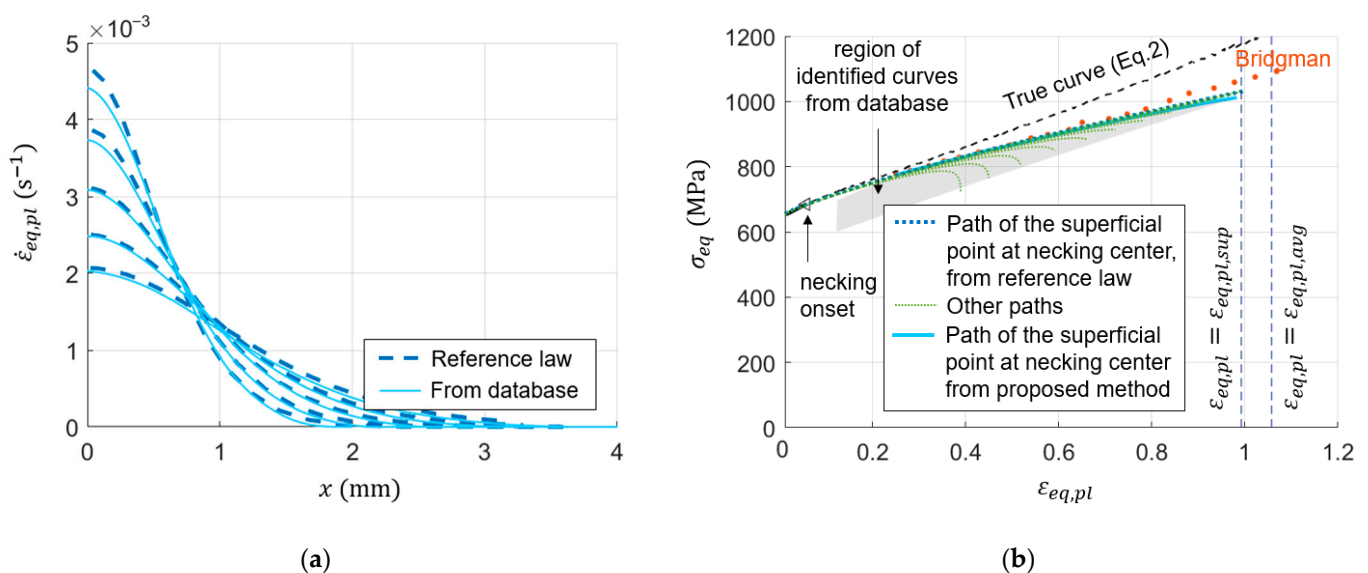 ×10⁻³
5
4
3
2
1
0
ε̇eq,pl (s⁻¹)
0
1
2
3
4
x (mm)
Reference law
From database
(a)
1200
1000
800
600
400
200
0
σeq (MPa)
region of
identified curves
from database
True curve (Eq.2)
Bridgman
necking
onset
Path of the superficial
point at necking center,
from reference law
Other paths
Path of the superficial
point at necking center
from proposed method
εeq,pl = εeq,pl,sup
εeq,pl = εeq,pl,avg
0
0.2
0.4
0.6
0.8
1
1.2
εeq,pl
(b)